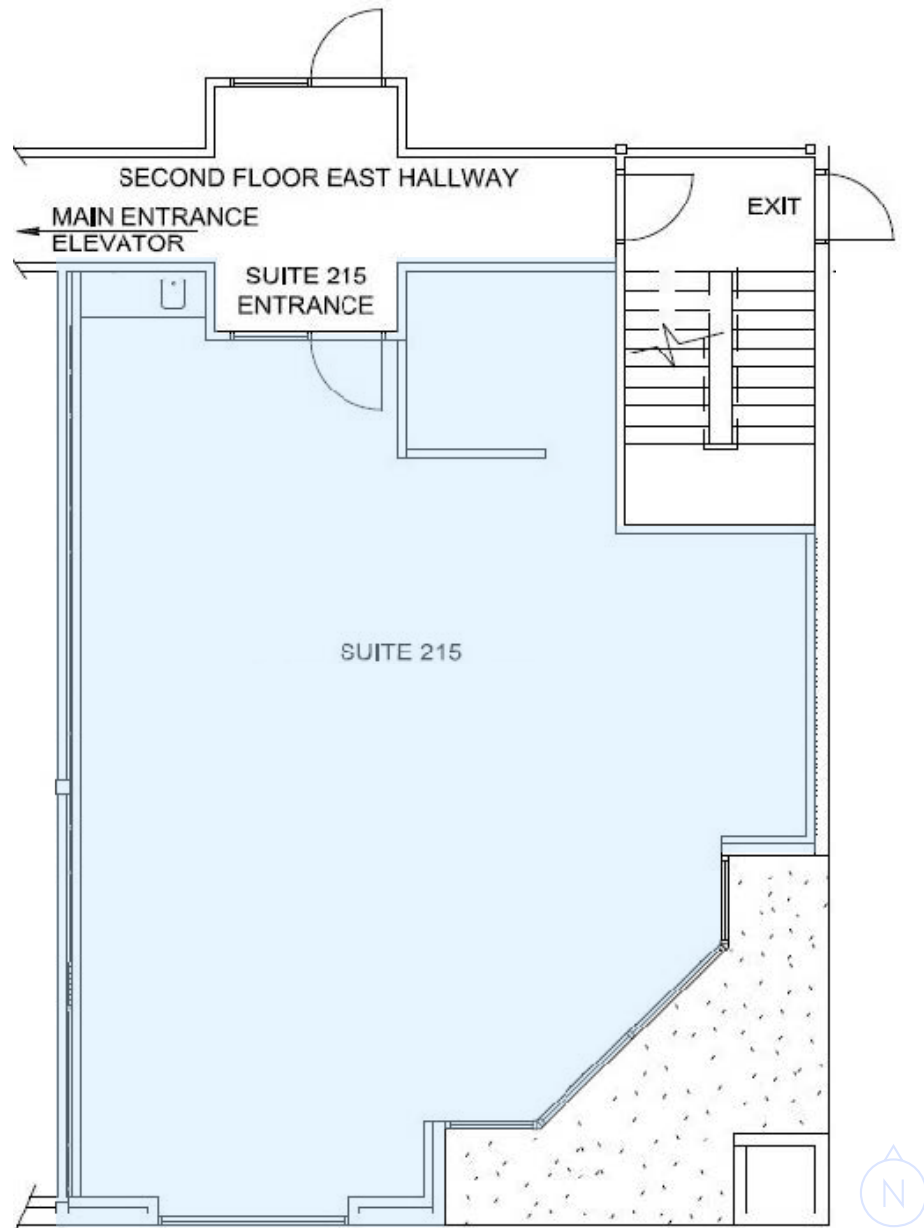 SECOND FLOOR EAST HALLWAY
MAIN ENTRANCE
ELEVATOR
EXIT
SUITE 215
ENTRANCE
SUITE 215
N